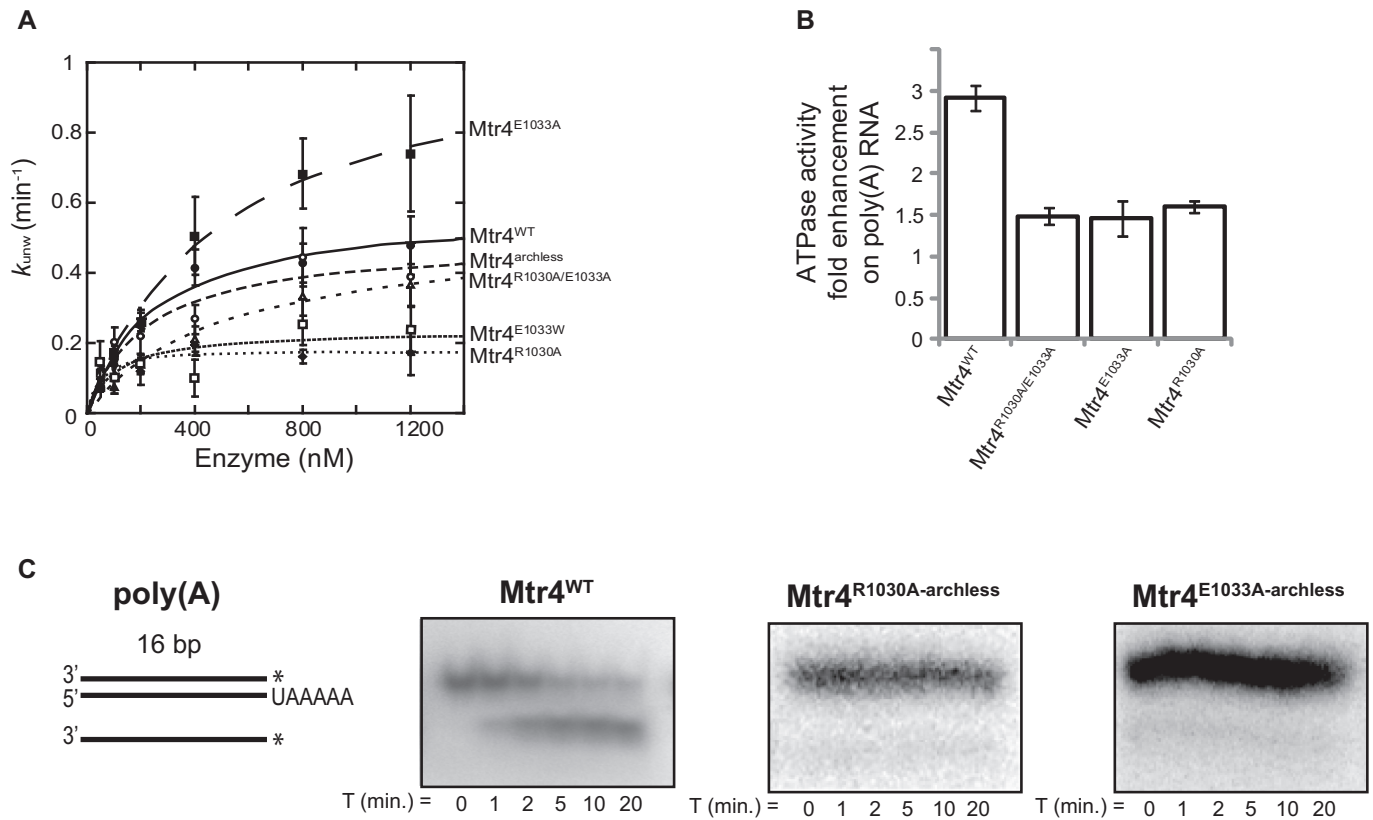 A
1
0.8
0.6
0.4
0.2
0
kunw (min-1)
0 400 800 1200
Enzyme (nM)
Mtr4E1033A
Mtr4WT
Mtr4archless
Mtr4R1030A/E1033A
Mtr4E1033W
Mtr4R1030A
B
ATPase activity
fold enhancement
on poly(A) RNA
3
2.5
2
1.5
1
0.5
0
Mtr4WT
Mtr4R1030A/E1033A
Mtr4E1033A
Mtr4R1030A
C
poly(A)
16 bp
3' *
5' UAAAAA
3' *
Mtr4WT
T (min.) = 0 1 2 5 10 20
Mtr4R1030A-archless
T (min.) = 0 1 2 5 10 20
Mtr4E1033A-archless
T (min.) = 0 1 2 5 10 20